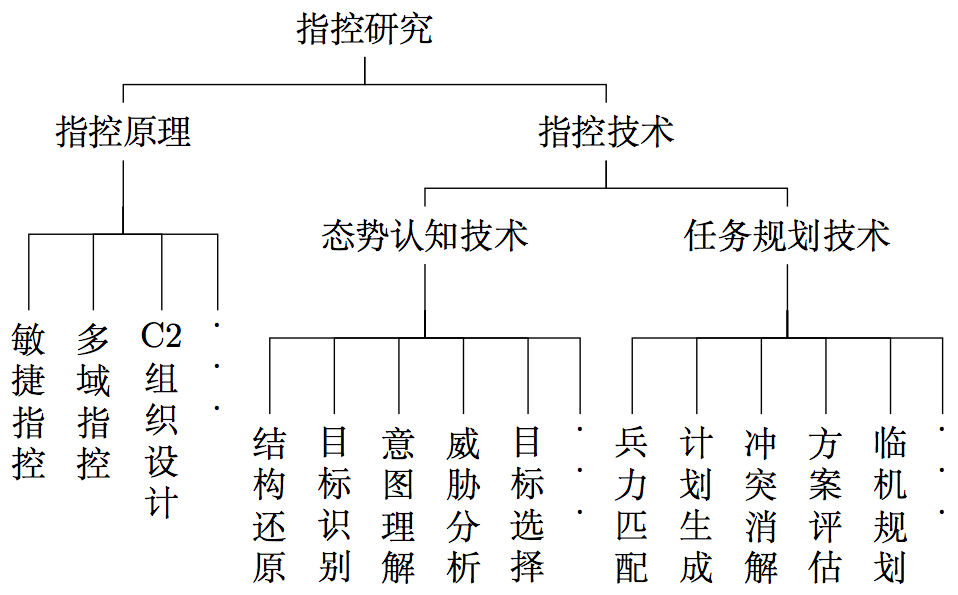 指控研究
指控原理
指控技术
态势认知技术
任务规划技术
敏捷指控
多域指控
C2组织设计
...
结构还原
目标识别
意图理解
威胁分析
目标选择
...
兵力匹配
计划生成
冲突消解
方案评估
临机规划
...